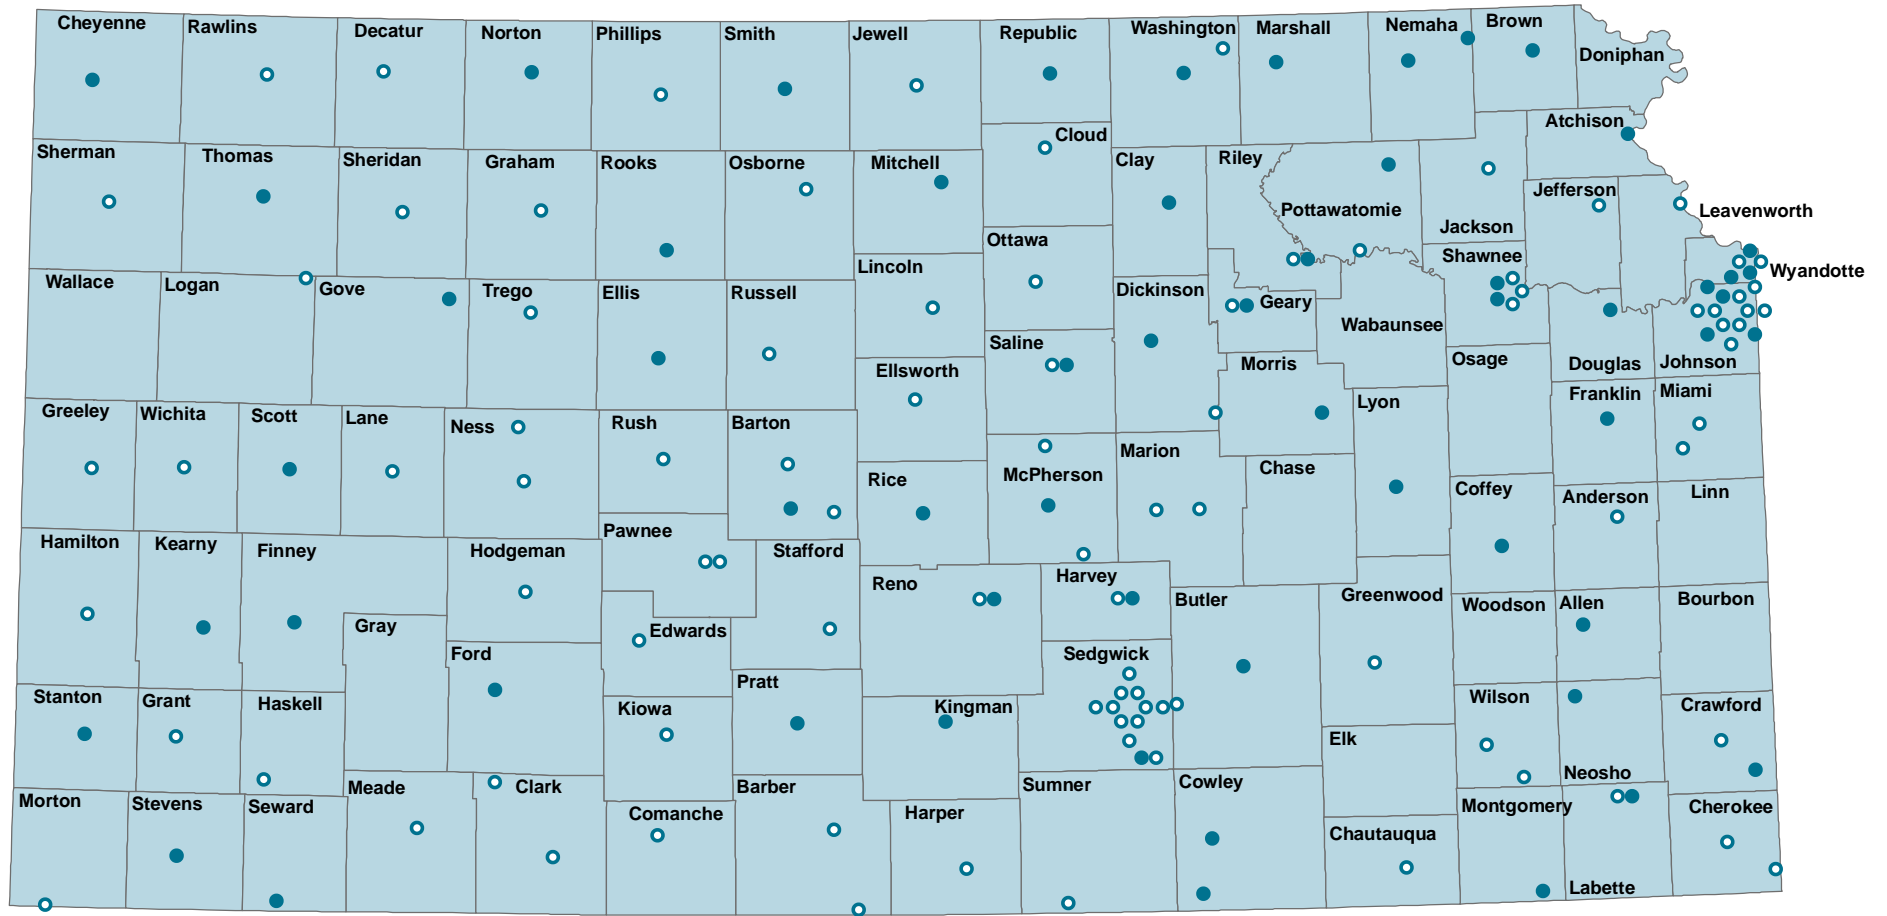 Cheyenne
Rawlins
Decatur
Norton
Phillips
Smith
Jewell
Republic
Washington
Marshall
Nemaha
Brown
Doniphan
Atchison
Cloud
Sherman
Thomas
Sheridan
Graham
Rooks
Osborne
Mitchell
Clay
Riley
Pottawatomie
Jackson
Jefferson
Leavenworth
Ottawa
Shawnee
Wyandotte
Wallace
Logan
Gove
Trego
Ellis
Russell
Lincoln
Dickinson
Geary
Wabaunsee
Saline
Ellsworth
Morris
Osage
Douglas
Johnson
Greeley
Wichita
Scott
Lane
Ness
Rush
Barton
Lyon
Franklin
Miami
Rice
McPherson
Marion
Chase
Coffey
Anderson
Linn
Hamilton
Kearny
Finney
Hodgeman
Pawnee
Stafford
Reno
Harvey
Butler
Greenwood
Woodson
Allen
Bourbon
Gray
Edwards
Ford
Sedgwick
Pratt
Stanton
Grant
Haskell
Kiowa
Kingman
Wilson
Crawford
Elk
Neosho
Morton
Stevens
Seward
Meade
Clark
Comanche
Barber
Harper
Sumner
Cowley
Chautauqua
Montgomery
Cherokee
Labette